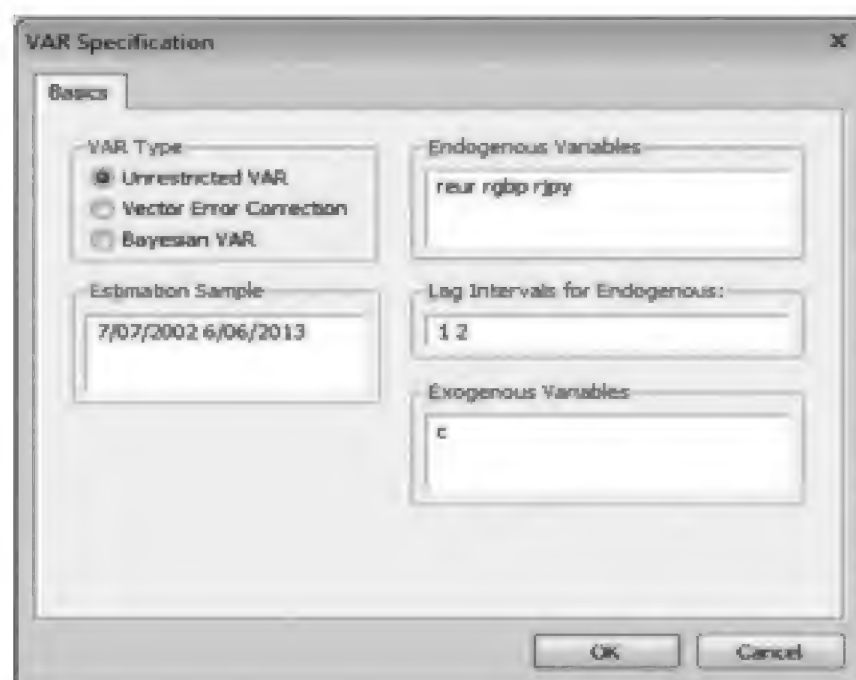 VAR Specification
Basics
VAR Type
Unrestricted VAR
Vector Error Correction
Bayesian VAR
Estimation Sample
7/07/2002 6/06/2013
Endogenous Variables
reur rgbp rjpy
Lag Intervals for Endogenous:
1 2
Exogenous Variables
c
OK
Cancel